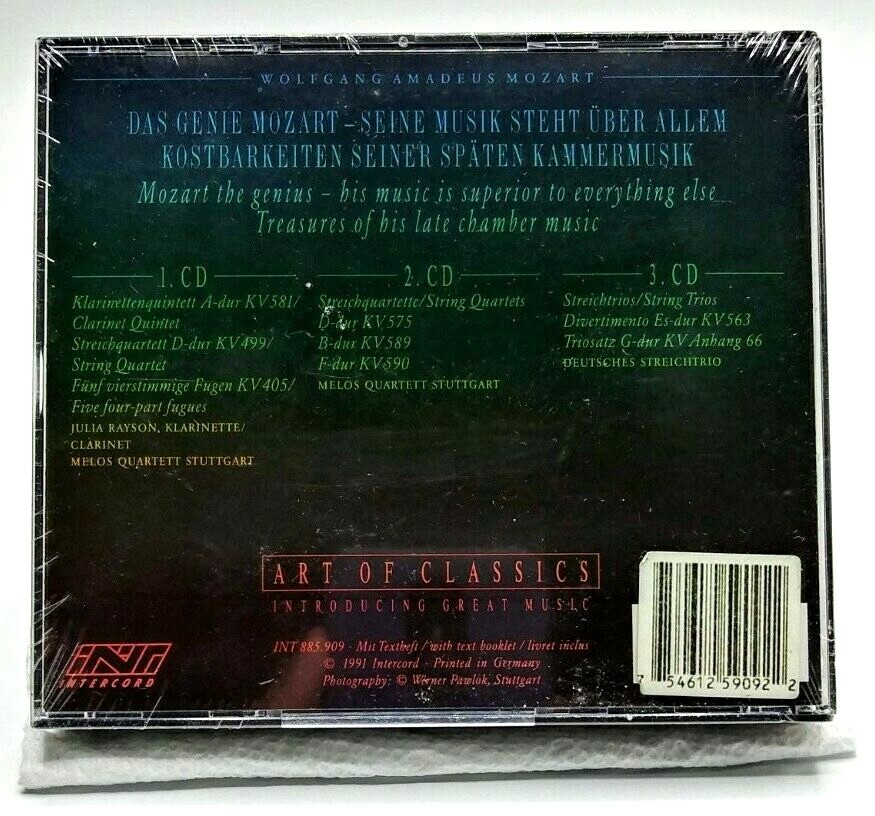 WOLFGANG AMADEUS MOZART
DAS GENIE MOZART – SEINE MUSIK STEHT ÜBER ALLEM
KOSTBARKEITEN SEINER SPÄTEN KAMMERMUSIK
Mozart the genius – his music is superior to everything else
Treasures of his late chamber music
1. CD
Klarinettenquintett A-dur KV 581/
Clarinet Quintet
Streichquartett D-dur KV 499/
String Quartet
Fünf vierstimmige Fugen KV 405/
Five four-part fugues
JULIA RAYSON, KLARINETTE/
CLARINET
MELOS QUARTETT STUTTGART
2. CD
Streichquartette/String Quartets
D-dur KV 575
B-dur KV 589
F-dur KV 590
MELOS QUARTETT STUTTGART
3. CD
Streichtrios/String Trios
Divertimento Es-dur KV 563
Triosatz G-dur KV Anhang 66
DEUTSCHES STREICHTRIO
ART OF CLASSICS
INTRODUCING GREAT MUSIC
INT 885.909 · Mit Textheft / with text booklet / livret inclus
© 1991 Intercord · Printed in Germany
Photography: © Werner Pawlok, Stuttgart
INT
INTERCORD
7 54612 59092 2